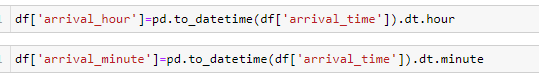 df['arrival_hour']=pd.to_datetime(df['arrival_time']).dt.hour
df['arrival_minute']=pd.to_datetime(df['arrival_time']).dt.minute